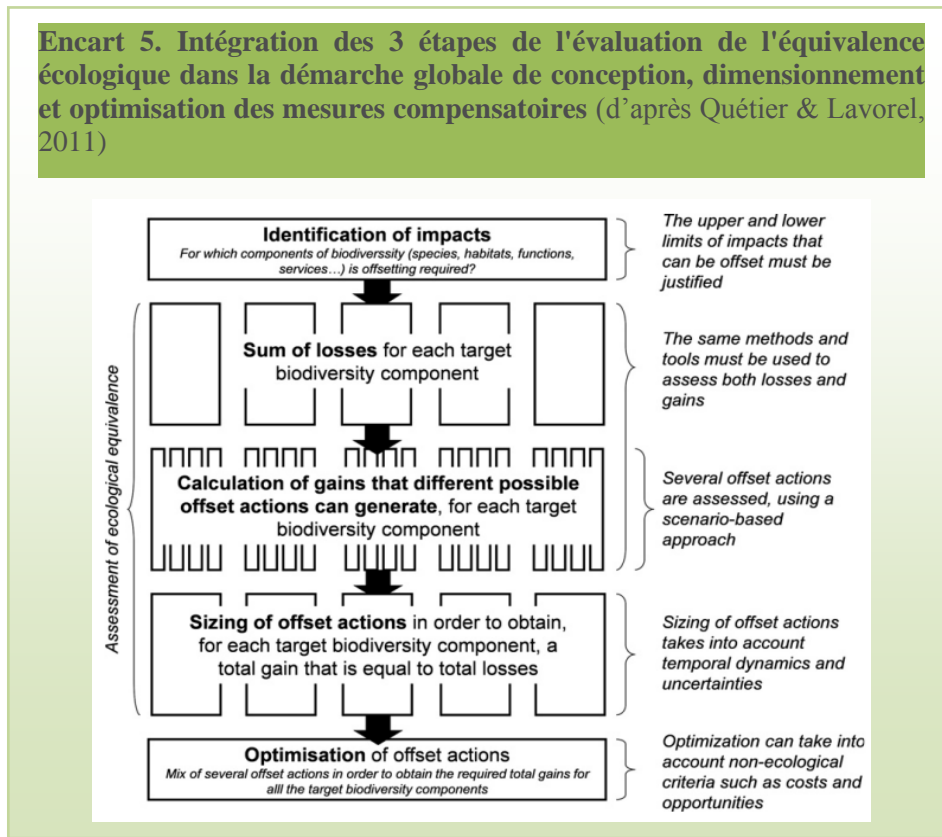 Encart 5. Intégration des 3 étapes de l'évaluation de l'équivalence
écologique dans la démarche globale de conception, dimensionnement
et optimisation des mesures compensatoires (d'après Quétier & Lavorel,
2011)
Identification of impacts
For which components of biodiverssity (species, habitats, functions,
services…) is offsetting required?
The upper and lower
limits of impacts that
can be offset must be
justified
Assessment of ecological equivalence
Sum of losses for each target
biodiversity component
The same methods and
tools must be used to
assess both losses and
gains
Calculation of gains that different possible
offset actions can generate, for each target
biodiversity component
Several offset actions
are assessed, using a
scenario-based
approach
Sizing of offset actions in order to obtain,
for each target biodiversity component, a
total gain that is equal to total losses
Sizing of offset actions
takes into account
temporal dynamics and
uncertainties
Optimisation of offset actions
Mix of several offset actions in order to obtain the required total gains for
alll the target biodiversity components
Optimization can take into
account non-ecological
criteria such as costs and
opportunities